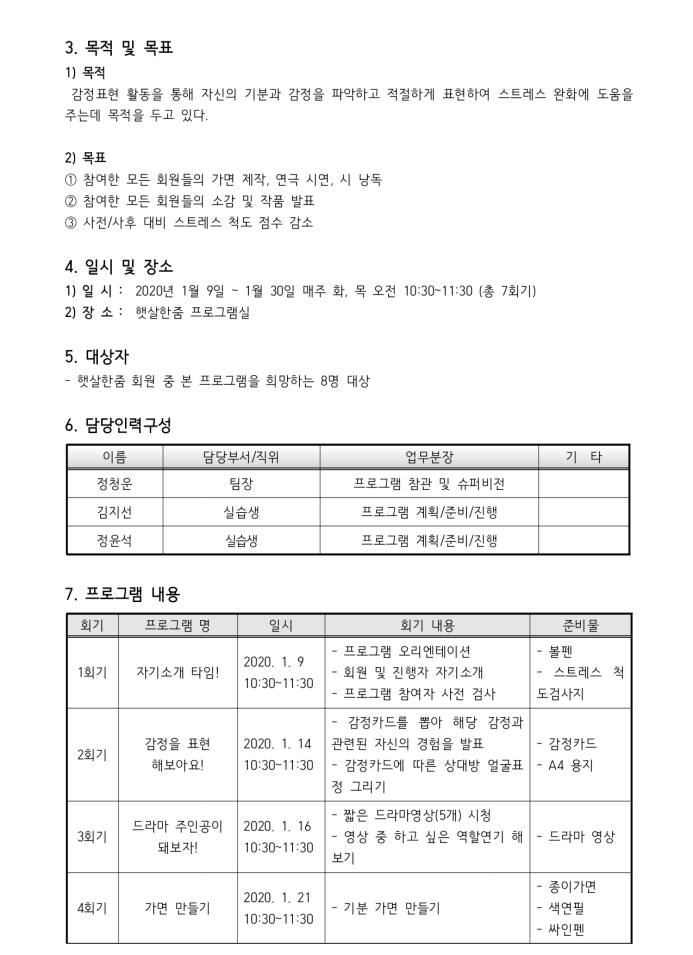 3. 목적 및 목표
1) 목적
감정표현 활동을 통해 자신의 기분과 감정을 파악하고 적절하게 표현하여 스트레스 완화에 도움을
주는데 목적을 두고 있다.
2) 목표
① 참여한 모든 회원들의 가면 제작, 연극 시연, 시 낭독
② 참여한 모든 회원들의 소감 및 작품 발표
③ 사전/사후 대비 스트레스 척도 점수 감소
4. 일시 및 장소
1) 일 시 : 2020년 1월 9일 ~ 1월 30일 매주 화, 목 오전 10:30~11:30 (총 7회기)
2) 장 소 : 햇살한줌 프로그램실
5. 대상자
- 햇살한줌 회원 중 본 프로그램을 희망하는 8명 대상
6. 담당인력구성
이름 담당부서/직위 업무분장 기 타
정청운 팀장 프로그램 참관 및 슈퍼비전
김지선 실습생 프로그램 계획/준비/진행
정윤석 실습생 프로그램 계획/준비/진행
7. 프로그램 내용
회기 프로그램 명 일시 회기 내용 준비물
1회기
자기소개 타임!
2020. 1. 9
10:30~11:30
- 프로그램 오리엔테이션
- 회원 및 진행자 자기소개
- 프로그램 참여자 사전 검사
- 볼펜
- 스트레스 척
도검사지
2회기
감정을 표현
해보아요!
2020. 1. 14
10:30~11:30
- 감정카드를 뽑아 해당 감정과
관련된 자신의 경험을 발표
- 감정카드에 따른 상대방 얼굴표
정 그리기
- 감정카드
- A4 용지
3회기
드라마 주인공이
돼보자!
2020. 1. 16
10:30~11:30
- 짧은 드라마영상(5개) 시청
- 영상 중 하고 싶은 역할연기 해
보기
- 드라마 영상
4회기
가면 만들기
2020. 1. 21
10:30~11:30
- 기분 가면 만들기
- 종이가면
- 색연필
- 싸인펜